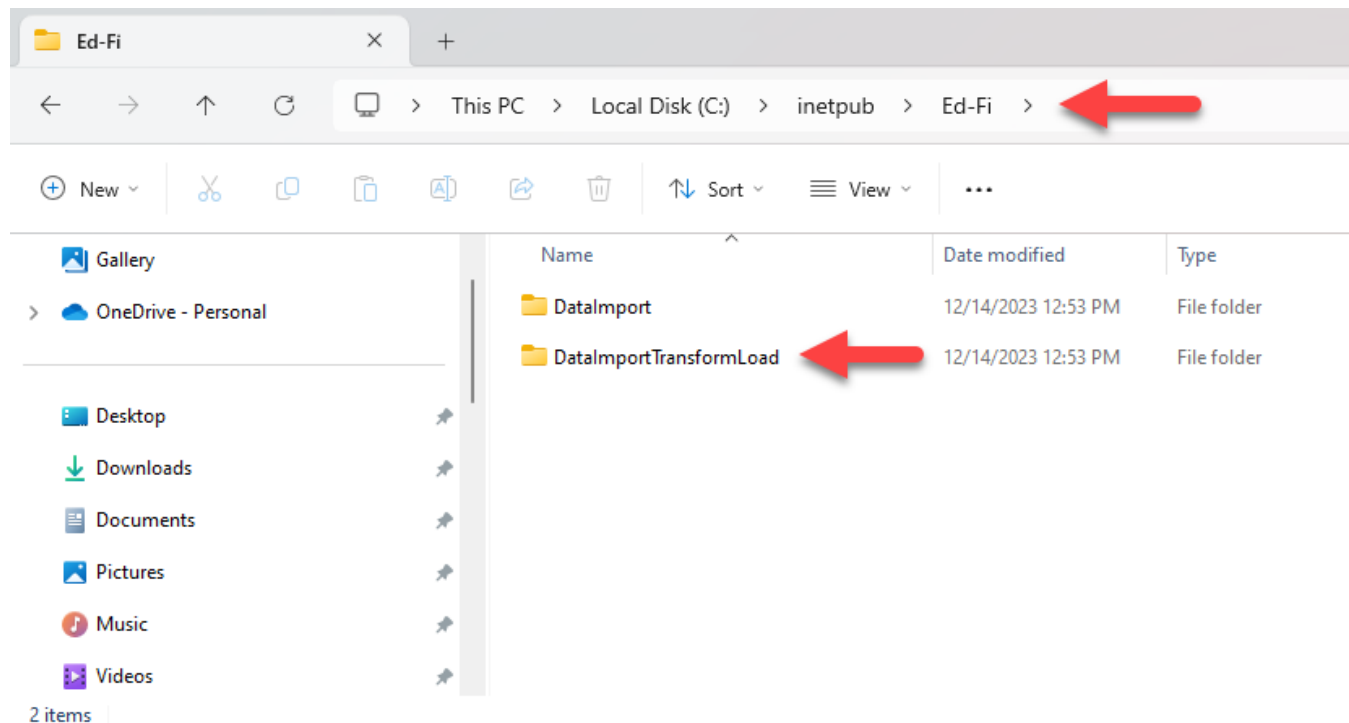 Ed-Fi
This PC > Local Disk (C:) > inetpub > Ed-Fi >
New Sort View ...
Name Date modified Type
Gallery
OneDrive - Personal
DataImport 12/14/2023 12:53 PM File folder
DataImportTransformLoad 12/14/2023 12:53 PM File folder
Desktop
Downloads
Documents
Pictures
Music
Videos
2 items